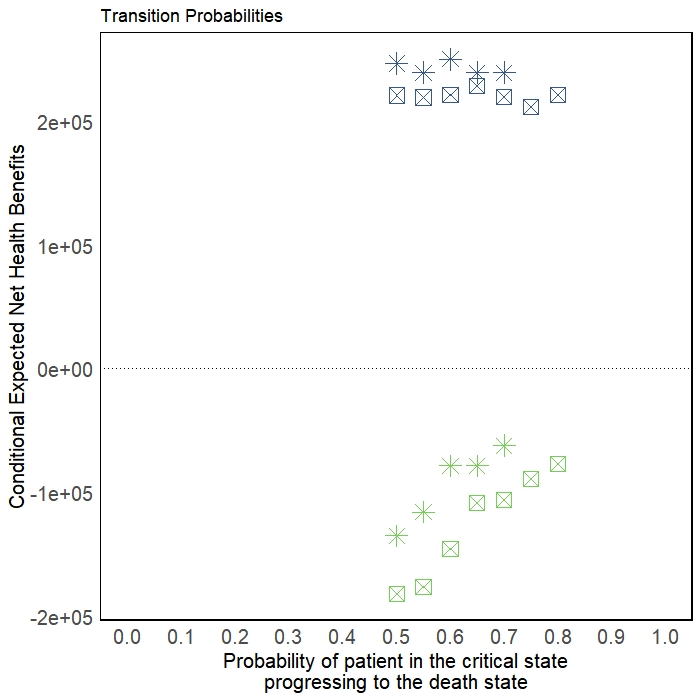 Transition Probabilities
Conditional Expected Net Health Benefits
2e+05
1e+05
0e+00
-1e+05
-2e+05
0.0 0.1 0.2 0.3 0.4 0.5 0.6 0.7 0.8 0.9 1.0
Probability of patient in the critical state
progressing to the death state